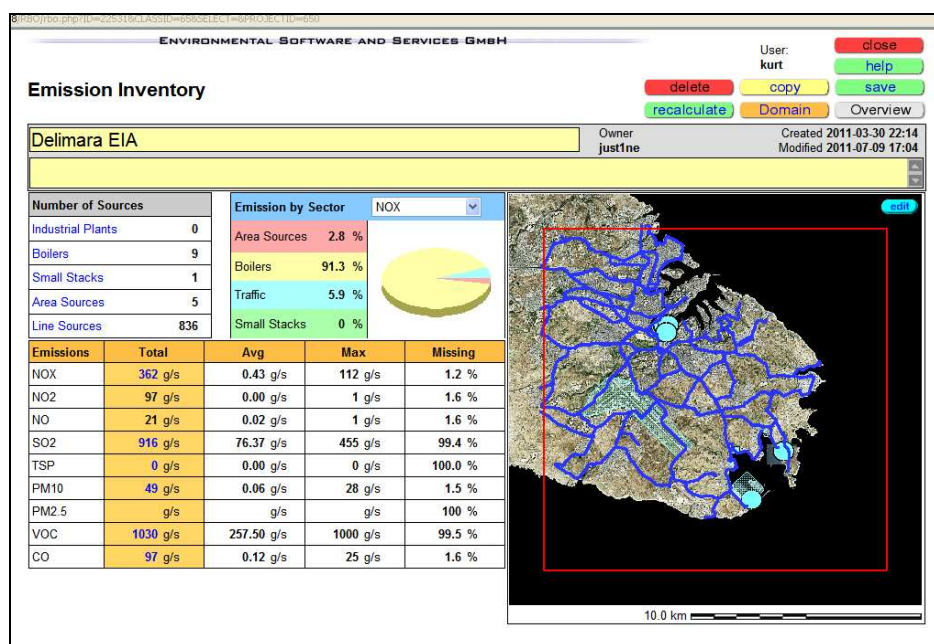 8/RBO/rbo.php?ID=22531&CLASSID=65&SELECT=&PROJECTID=650
ENVIRONMENTAL SOFTWARE AND SERVICES GMBH
User:
kurt
close
help
Emission Inventory
delete
copy
save
recalculate
Domain
Overview
Delimara EIA
Owner
just1ne
Created 2011-03-30 22:14
Modified 2011-07-09 17:04
Number of Sources
Industrial Plants 0
Boilers 9
Small Stacks 1
Area Sources 5
Line Sources 836
Emission by Sector NOX
Area Sources 2.8 %
Boilers 91.3 %
Traffic 5.9 %
Small Stacks 0 %
edit
Emissions Total Avg Max Missing
NOX 362 g/s 0.43 g/s 112 g/s 1.2 %
NO2 97 g/s 0.00 g/s 1 g/s 1.6 %
NO 21 g/s 0.02 g/s 1 g/s 1.6 %
SO2 916 g/s 76.37 g/s 455 g/s 99.4 %
TSP 0 g/s 0.00 g/s 0 g/s 100.0 %
PM10 49 g/s 0.06 g/s 28 g/s 1.5 %
PM2.5 g/s g/s g/s 100 %
VOC 1030 g/s 257.50 g/s 1000 g/s 99.5 %
CO 97 g/s 0.12 g/s 25 g/s 1.6 %
10.0 km